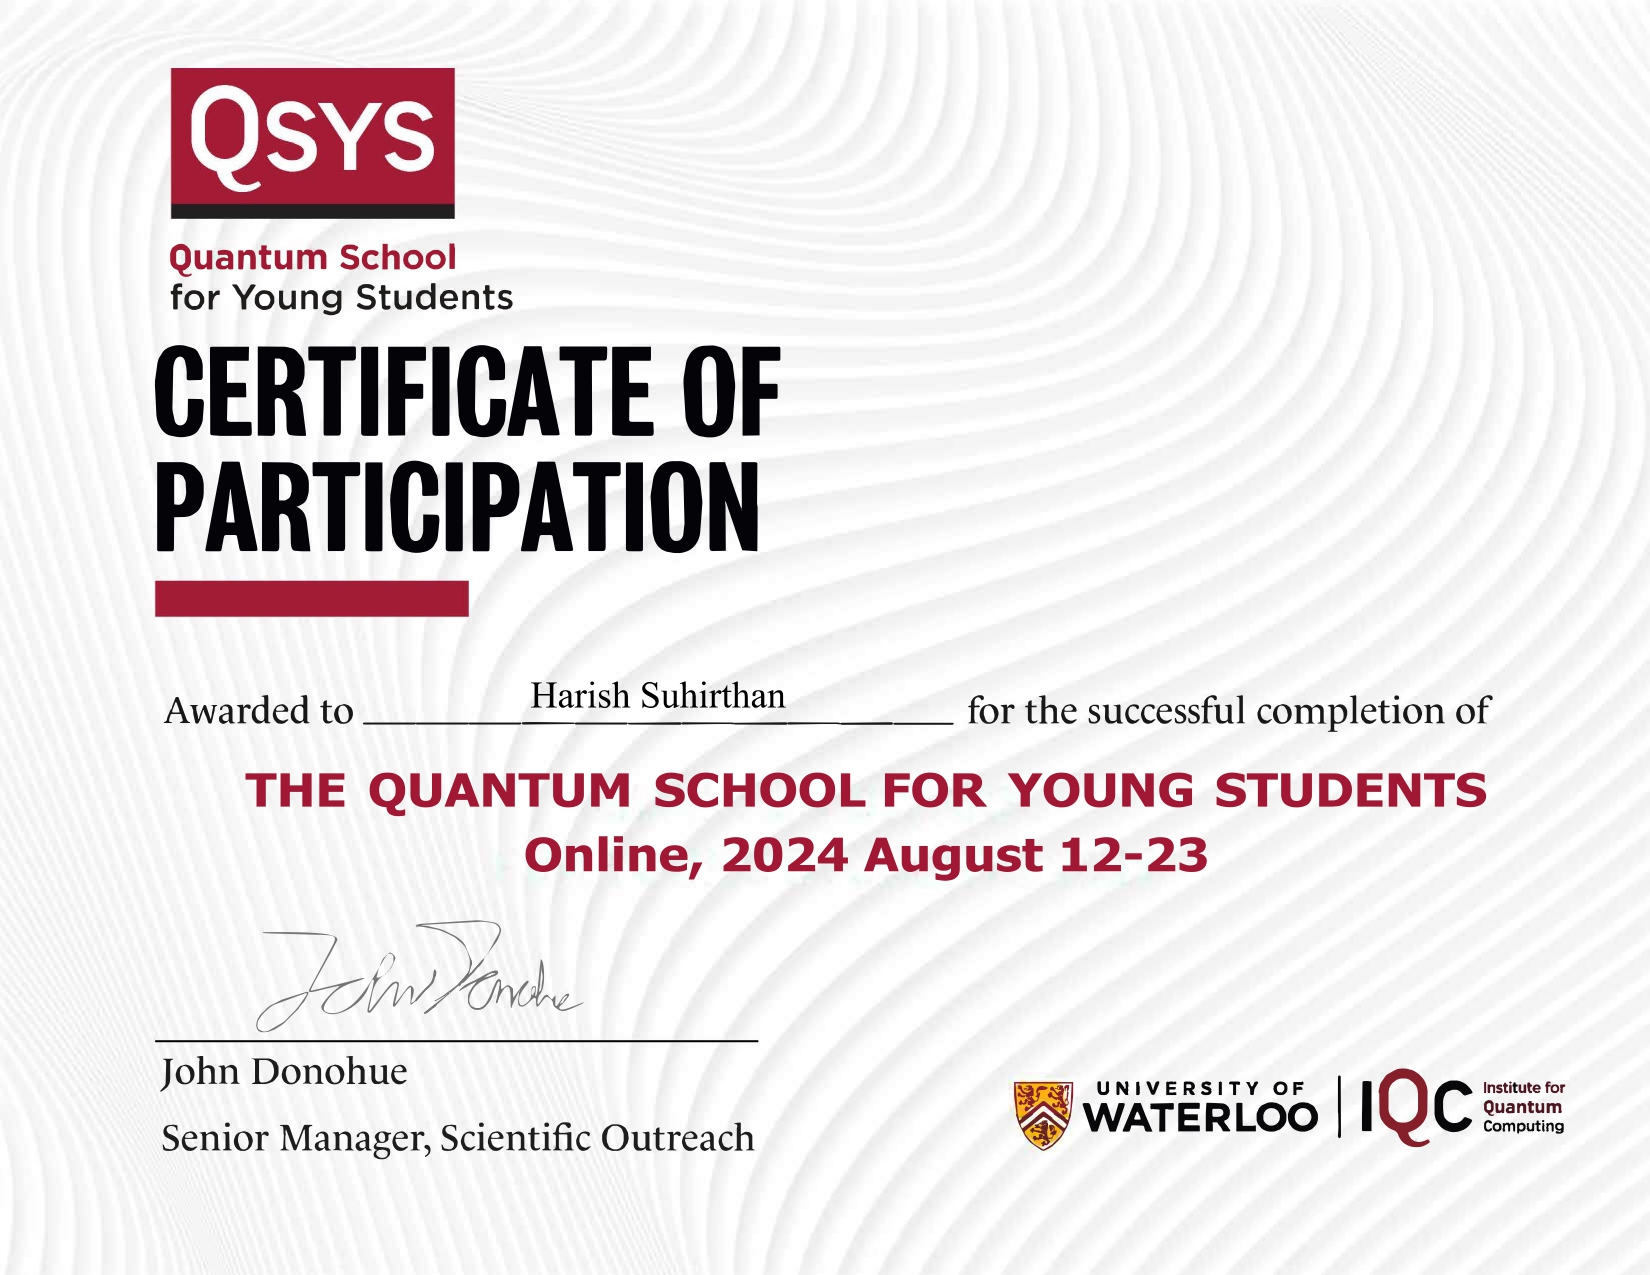 QSYS
Quantum School
for Young Students
CERTIFICATE OF
PARTICIPATION
Awarded to Harish Suhirthan for the successful completion of
THE QUANTUM SCHOOL FOR YOUNG STUDENTS
Online, 2024 August 12-23
John Donohue
John Donohue
Senior Manager, Scientific Outreach
UNIVERSITY OF
WATERLOO
IQC
Institute for
Quantum
Computing